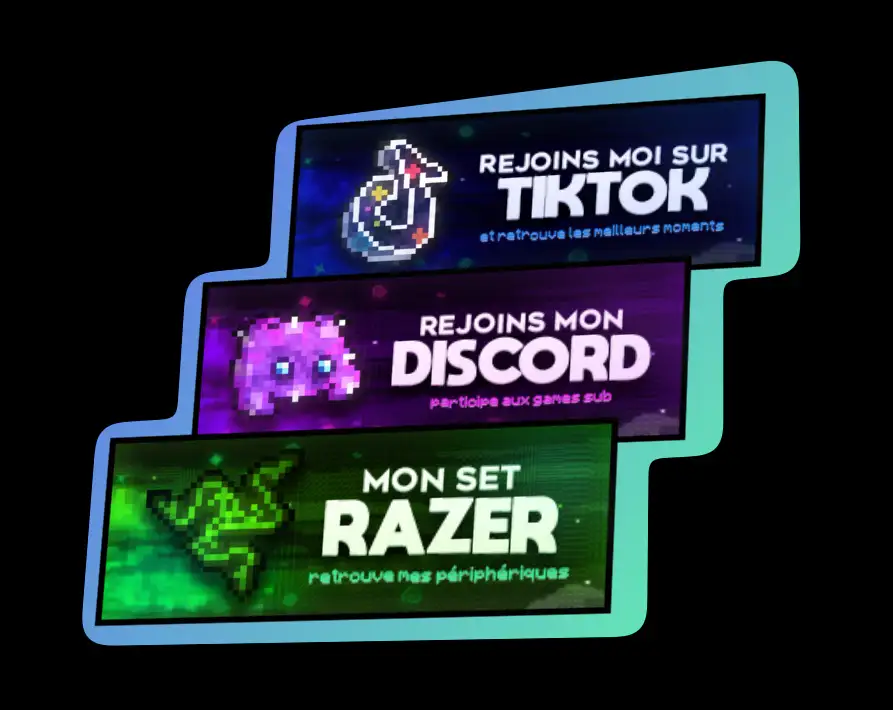 REJOINS MOI SUR
TIKTOK
et retrouve les meilleurs moments
REJOINS MON
DISCORD
participe aux games sub
MON SET
RAZER
retrouve mes périphériques